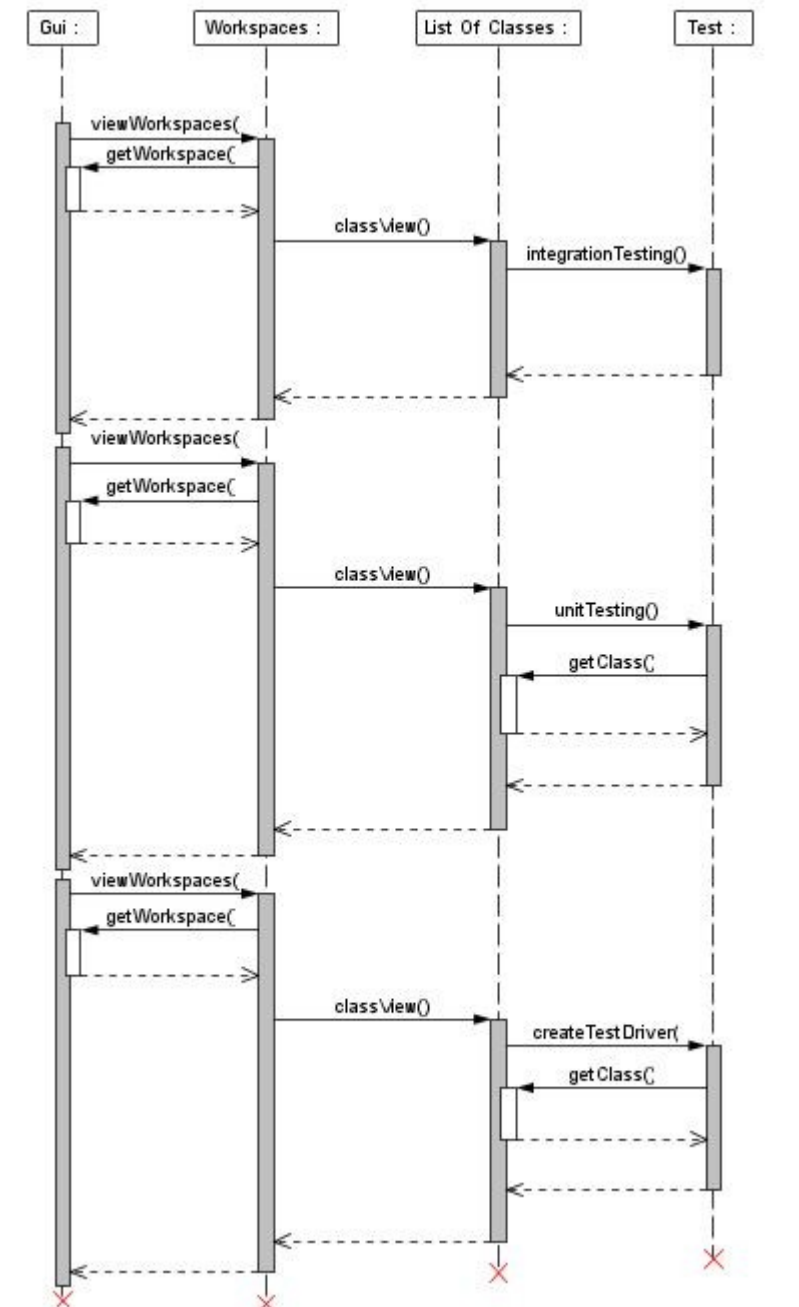 Gui :
Workspaces :
List Of Classes :
Test :
viewWorkspaces(
getWorkspace(
classView()
integrationTesting()
viewWorkspaces(
getWorkspace(
classView()
unitTesting()
getClass()
viewWorkspaces(
getWorkspace(
classView()
createTestDriver(
getClass()